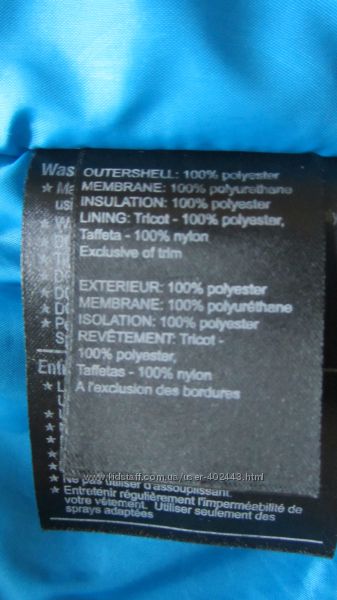 Was
OUTERSHELL: 100% polyester
MEMBRANE: 100% polyurethane
INSULATION: 100% polyester
LINING: Tricot - 100% polyester,
Taffeta - 100% nylon
Exclusive of trim
EXTERIEUR: 100% polyester
MEMBRANE: 100% polyuréthane
ISOLATION: 100% polyester
REVÊTEMENT: Tricot -
100% polyester,
Taffetas - 100% nylon
A l'exclusion des bordures
www.kidstaff.com.ua/user-402443.html
★ Ne pas utiliser d'assouplissant.
★ Entretenir régulièrement l'imperméabilité de
votre vêtement. Utiliser seulement des
sprays adaptées